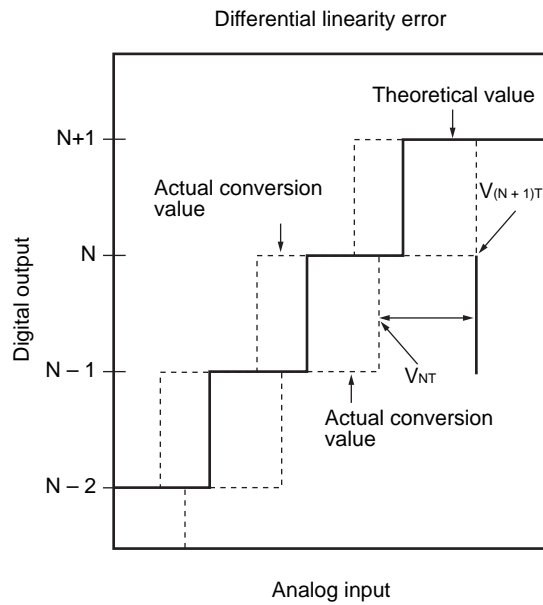 Differential linearity error
Theoretical value
N+1
Actual conversion
value
V(N + 1)T
N
Digital output
N – 1
VNT
Actual conversion
value
N – 2
Analog input